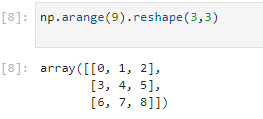 [8]: np.arange(9).reshape(3,3)
[8]: array([[0, 1, 2],
       [3, 4, 5],
       [6, 7, 8]])